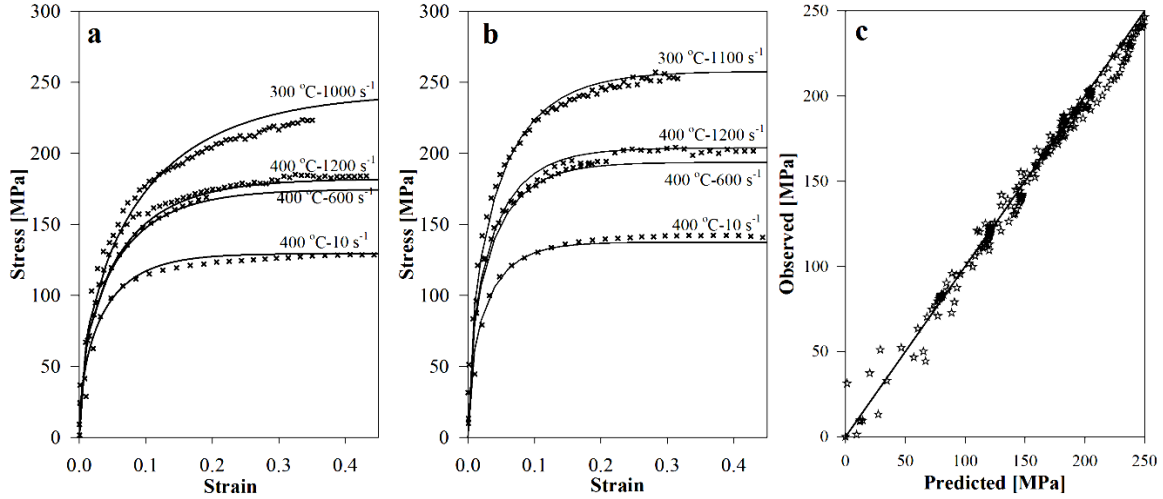 a
Stress [MPa]
300
250
200
150
100
50
0
300 °C-1000 s⁻¹
400 °C-1200 s⁻¹
400 °C-600 s⁻¹
400 °C-10 s⁻¹
0.0 0.1 0.2 0.3 0.4
Strain
b
Stress [MPa]
300
250
200
150
100
50
0
300 °C-1100 s⁻¹
400 °C-1200 s⁻¹
400 °C-600 s⁻¹
400 °C-10 s⁻¹
0.0 0.1 0.2 0.3 0.4
Strain
c
Observed [MPa]
250
200
150
100
50
0
0 50 100 150 200 250
Predicted [MPa]